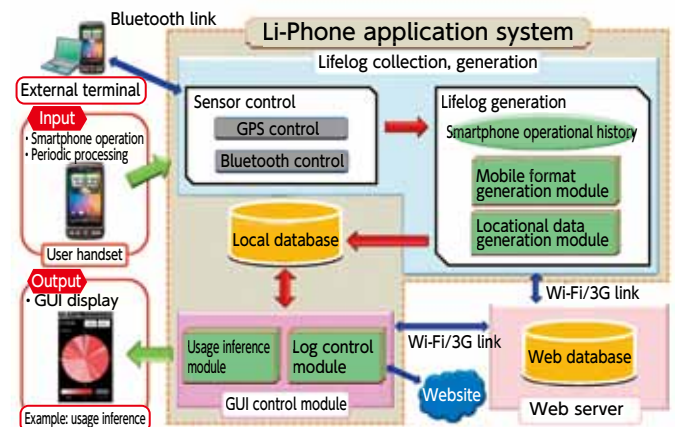 Bluetooth link
Li-Phone application system
Lifelog collection, generation
External terminal
Sensor control
GPS control
Bluetooth control
Lifelog generation
Smartphone operational history
Mobile format
generation module
Locational data
generation module
Input
・Smartphone operation
・Periodic processing
User handset
Local database
Output
・GUI display
Example: usage inference
Usage inference
module
Log control
module
GUI control module
Wi-Fi/3G link
Wi-Fi/3G link
Website
Web database
Web server